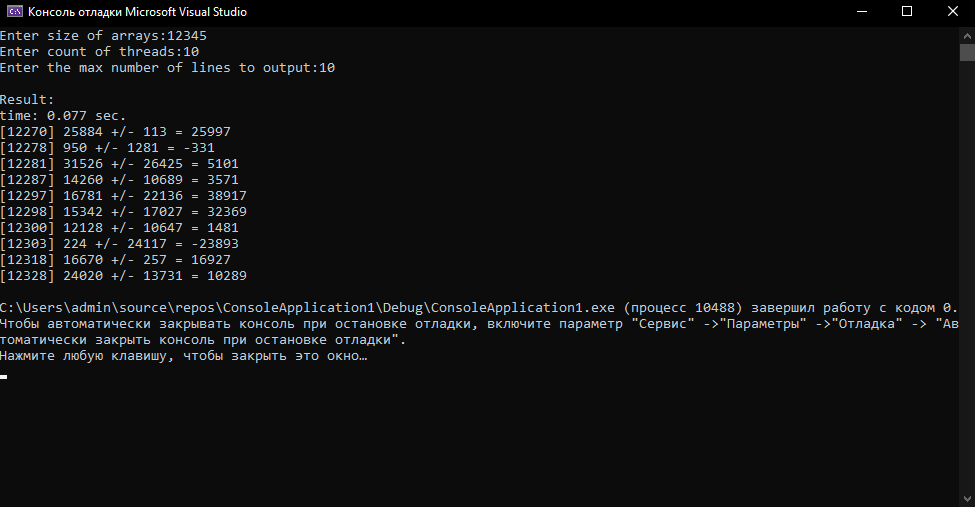 Консоль отладки Microsoft Visual Studio
Enter size of arrays:12345
Enter count of threads:10
Enter the max number of lines to output:10
Result:
time: 0.077 sec.
[12270] 25884 +/- 113 = 25997
[12278] 950 +/- 1281 = -331
[12281] 31526 +/- 26425 = 5101
[12287] 14260 +/- 10689 = 3571
[12297] 16781 +/- 22136 = 38917
[12298] 15342 +/- 17027 = 32369
[12300] 12128 +/- 10647 = 1481
[12303] 224 +/- 24117 = -23893
[12318] 16670 +/- 257 = 16927
[12328] 24020 +/- 13731 = 10289
C:\Users\admin\source\repos\ConsoleApplication1\Debug\ConsoleApplication1.exe (процесс 10488) завершил работу с кодом 0.
Чтобы автоматически закрывать консоль при остановке отладки, включите параметр "Сервис" ->"Параметры" ->"Отладка" -> "Ав
томатически закрыть консоль при остановке отладки".
Нажмите любую клавишу, чтобы закрыть это окно…